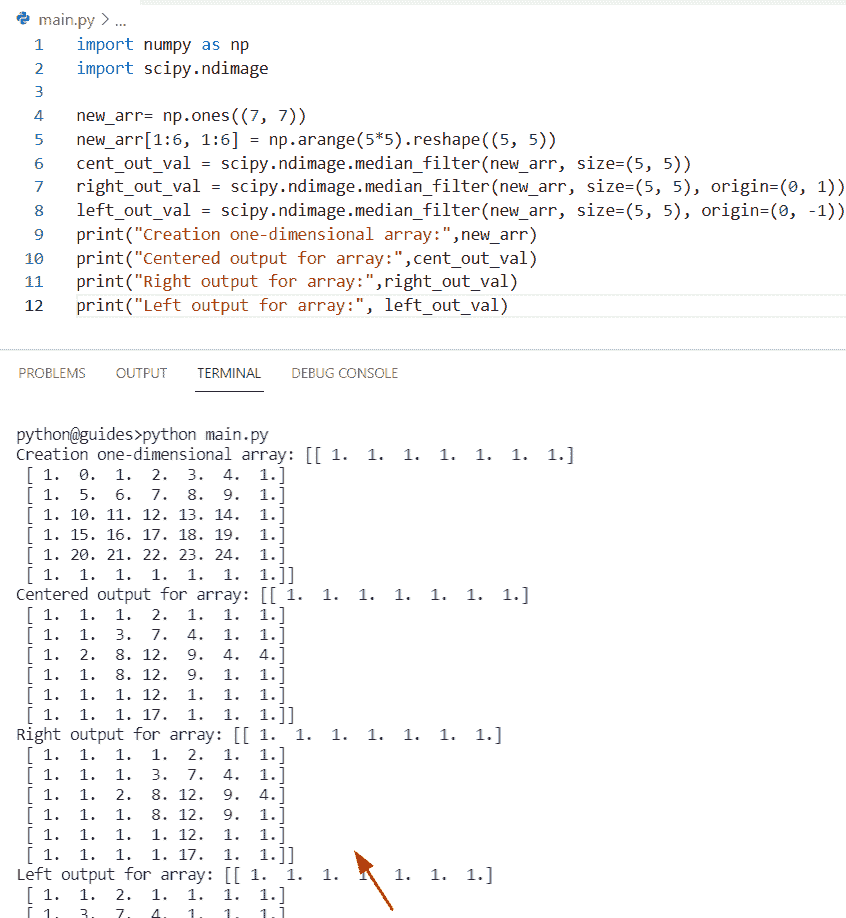 main.py > ...
1 import numpy as np
2 import scipy.ndimage
3
4 new_arr= np.ones((7, 7))
5 new_arr[1:6, 1:6] = np.arange(5*5).reshape((5, 5))
6 cent_out_val = scipy.ndimage.median_filter(new_arr, size=(5, 5))
7 right_out_val = scipy.ndimage.median_filter(new_arr, size=(5, 5), origin=(0, 1))
8 left_out_val = scipy.ndimage.median_filter(new_arr, size=(5, 5), origin=(0, -1))
9 print("Creation one-dimensional array:",new_arr)
10 print("Centered output for array:",cent_out_val)
11 print("Right output for array:",right_out_val)
12 print("Left output for array:", left_out_val)
PROBLEMS OUTPUT TERMINAL DEBUG CONSOLE
python@guides>python main.py
Creation one-dimensional array: [[ 1.  1.  1.  1.  1.  1.  1.]
 [ 1.  0.  1.  2.  3.  4.  1.]
 [ 1.  5.  6.  7.  8.  9.  1.]
 [ 1. 10. 11. 12. 13. 14.  1.]
 [ 1. 15. 16. 17. 18. 19.  1.]
 [ 1. 20. 21. 22. 23. 24.  1.]
 [ 1.  1.  1.  1.  1.  1.  1.]]
Centered output for array: [[ 1.  1.  1.  1.  1.  1.  1.]
 [ 1.  1.  1.  2.  1.  1.  1.]
 [ 1.  1.  3.  7.  4.  1.  1.]
 [ 1.  2.  8. 12.  9.  4.  4.]
 [ 1.  1.  8. 12.  9.  1.  1.]
 [ 1.  1.  1. 12.  1.  1.  1.]
 [ 1.  1.  1. 17.  1.  1.  1.]]
Right output for array: [[ 1.  1.  1.  1.  1.  1.  1.]
 [ 1.  1.  1.  1.  2.  1.  1.]
 [ 1.  1.  1.  3.  7.  4.  1.]
 [ 1.  1.  2.  8. 12.  9.  4.]
 [ 1.  1.  1.  8. 12.  9.  1.]
 [ 1.  1.  1.  1. 12.  1.  1.]
 [ 1.  1.  1.  1. 17.  1.  1.]]
Left output for array: [[ 1.  1.  1.  1.  1.  1.  1.]
 [ 1.  1.  2.  1.  1.  1.  1.]
 [ 1.  3.  7.  4.  1.  1.  1.]